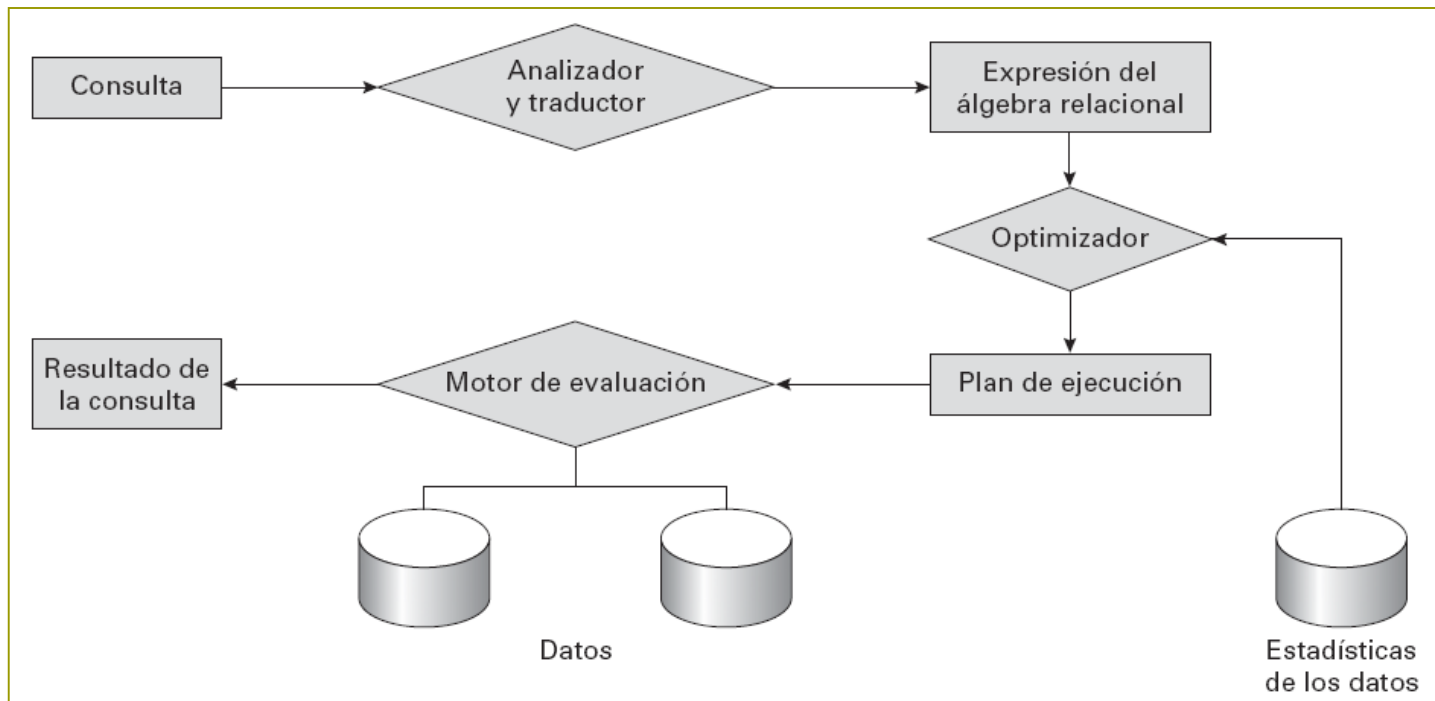 Consulta
Analizador
y traductor
Expresión del
álgebra relacional
Optimizador
Resultado de
la consulta
Motor de evaluación
Plan de ejecución
Datos
Estadísticas
de los datos